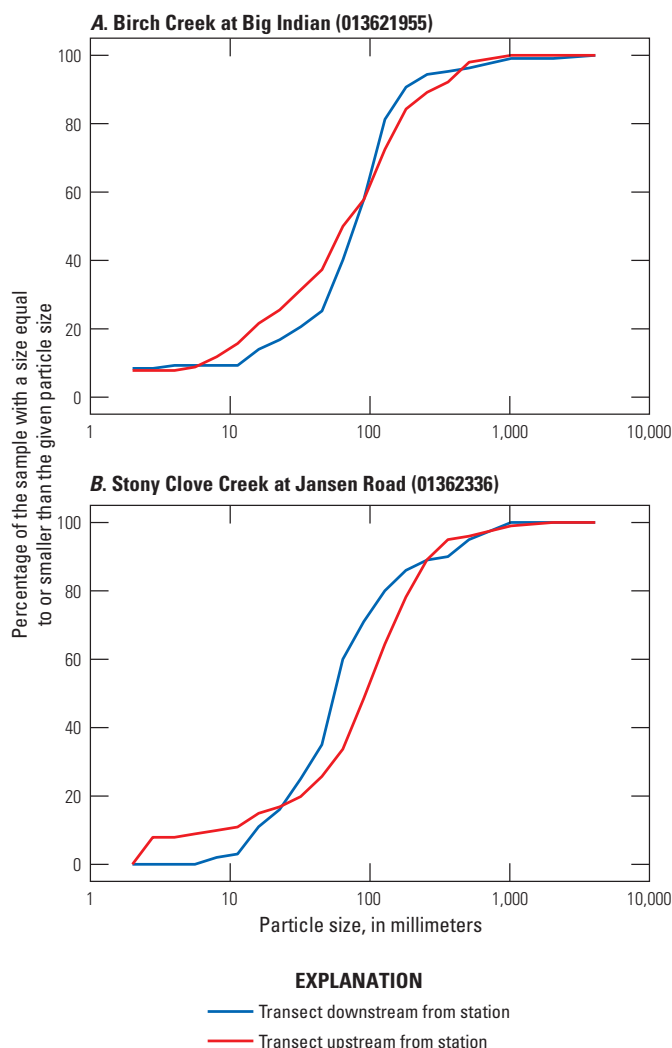 A. Birch Creek at Big Indian (013621955)
100
80
60
40
20
0
1 10 100 1,000 10,000
B. Stony Clove Creek at Jansen Road (01362336)
100
80
60
40
20
0
1 10 100 1,000 10,000
Percentage of the sample with a size equal
to or smaller than the given particle size
Particle size, in millimeters
EXPLANATION
Transect downstream from station
Transect upstream from station